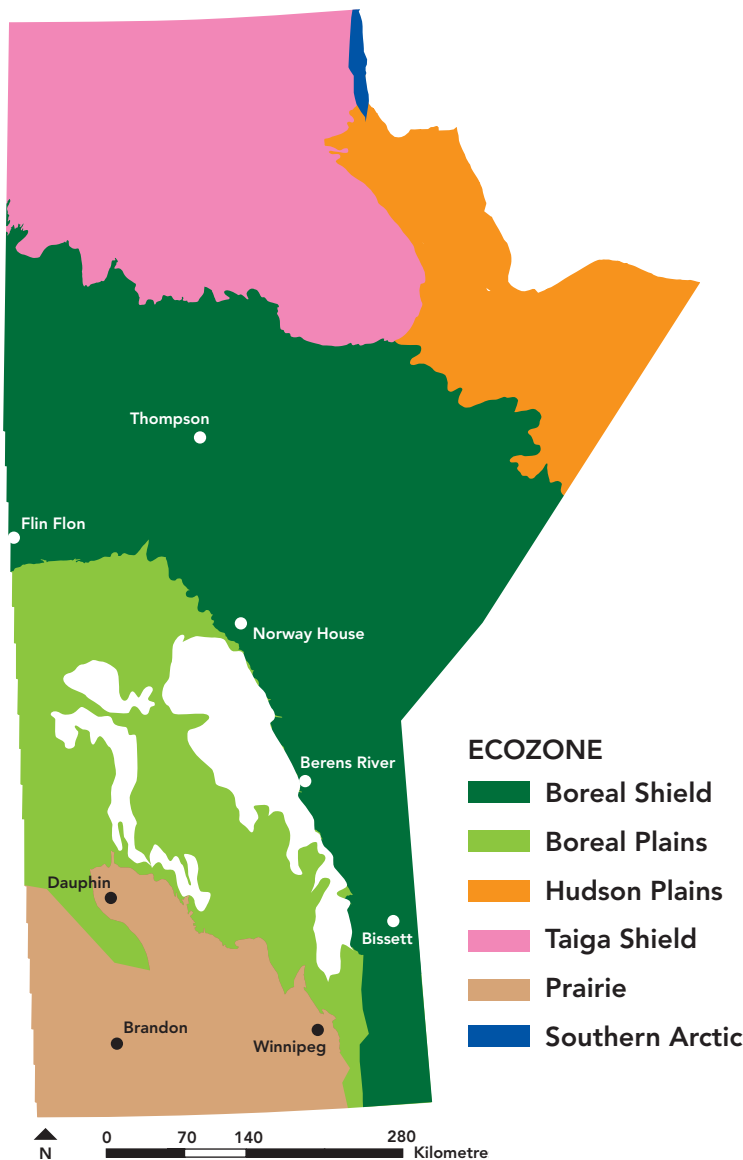 Thompson
Flin Flon
Norway House
ECOZONE
Berens River
Boreal Shield
Boreal Plains
Dauphin
Hudson Plains
Bissett
Taiga Shield
Prairie
Brandon
Winnipeg
Southern Arctic
0 70 140 280
N Kilometre